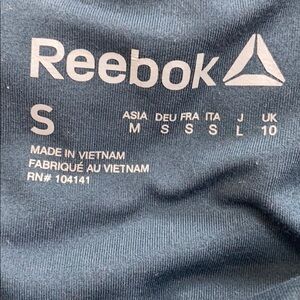 Reebok
S
ASIA DEU FRA ITA J UK
M S S S L 10
MADE IN VIETNAM
FABRIQUÉ AU VIETNAM
RN# 104141